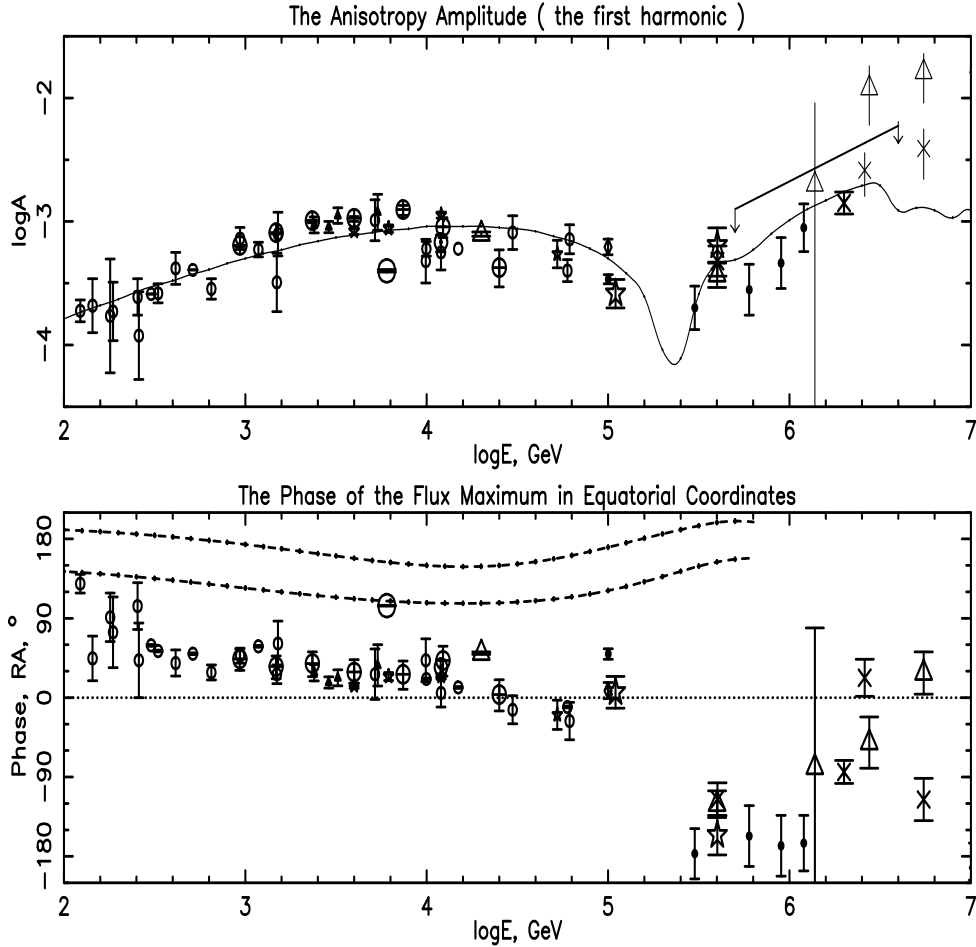 The Anisotropy Amplitude ( the first harmonic )
logA
−2
−3
−4
2 3 4 5 6 7
logE, GeV
The Phase of the Flux Maximum in Equatorial Coordinates
Phase, RA, °
180
90
0
−90
−180
2 3 4 5 6 7
logE, GeV